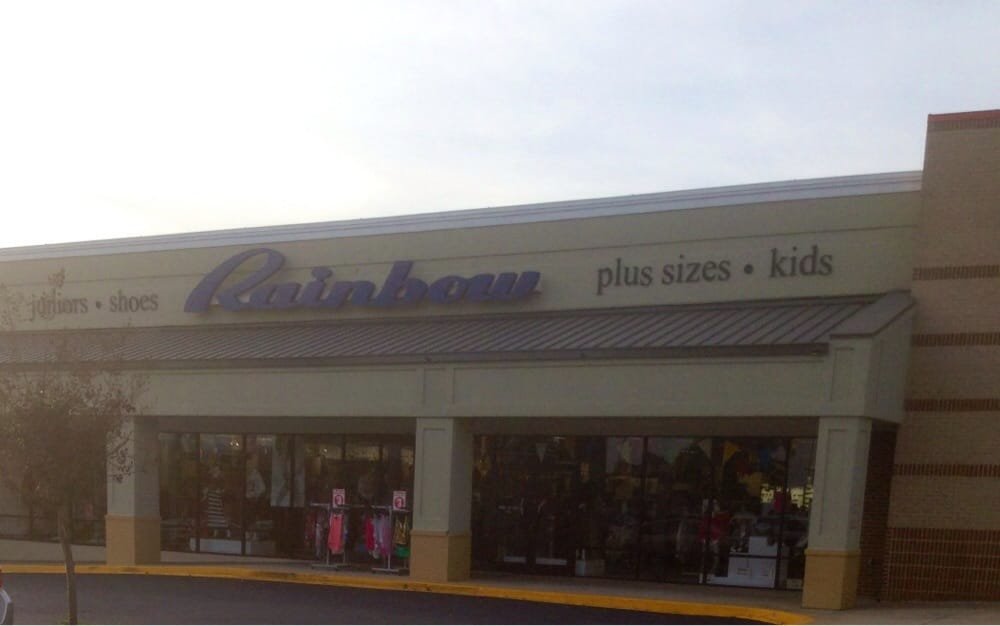 juniors • shoes
Rainbow
plus sizes • kids